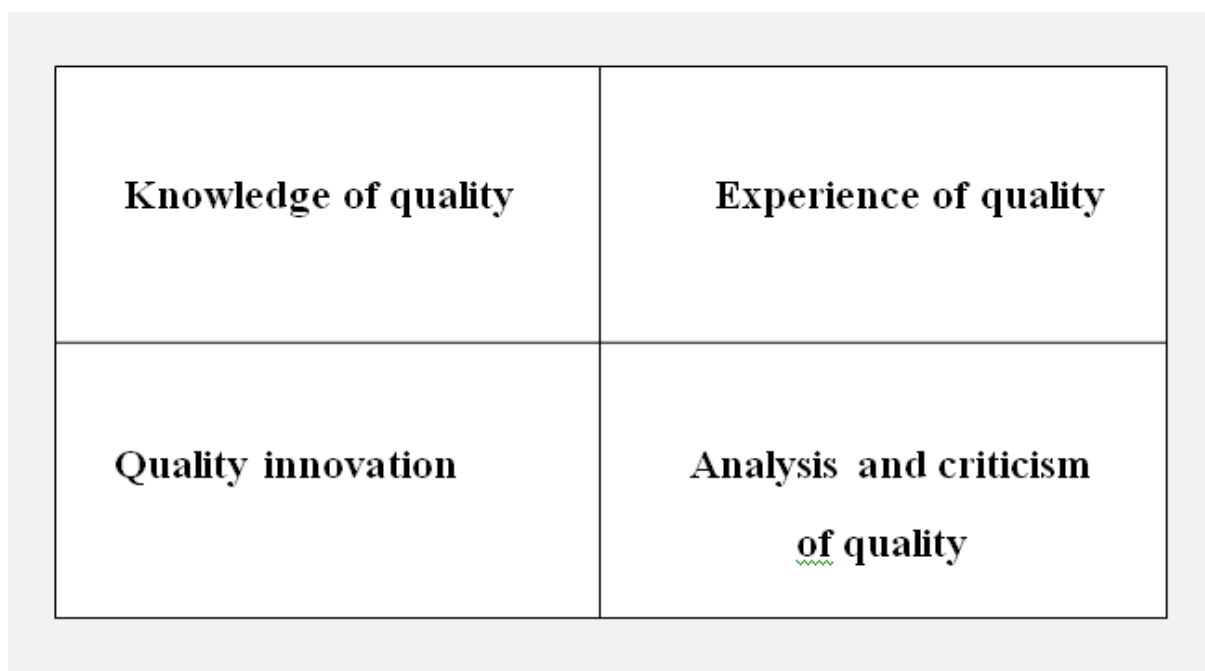 Knowledge of quality
Experience of quality
Quality innovation
Analysis and criticism
of quality